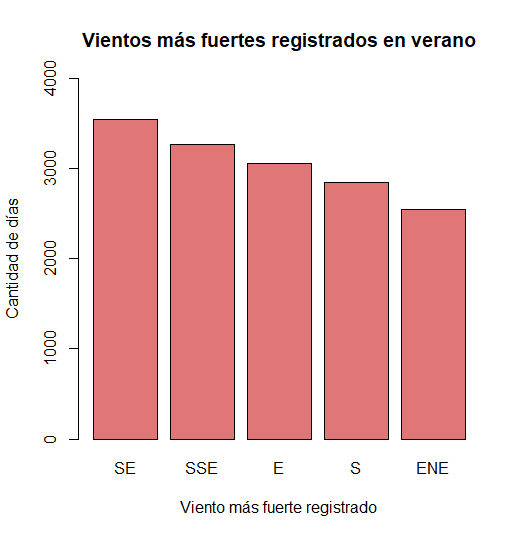 Vientos más fuertes registrados en verano
Cantidad de días
4000
3000
2000
1000
0
SE SSE E S ENE
Viento más fuerte registrado